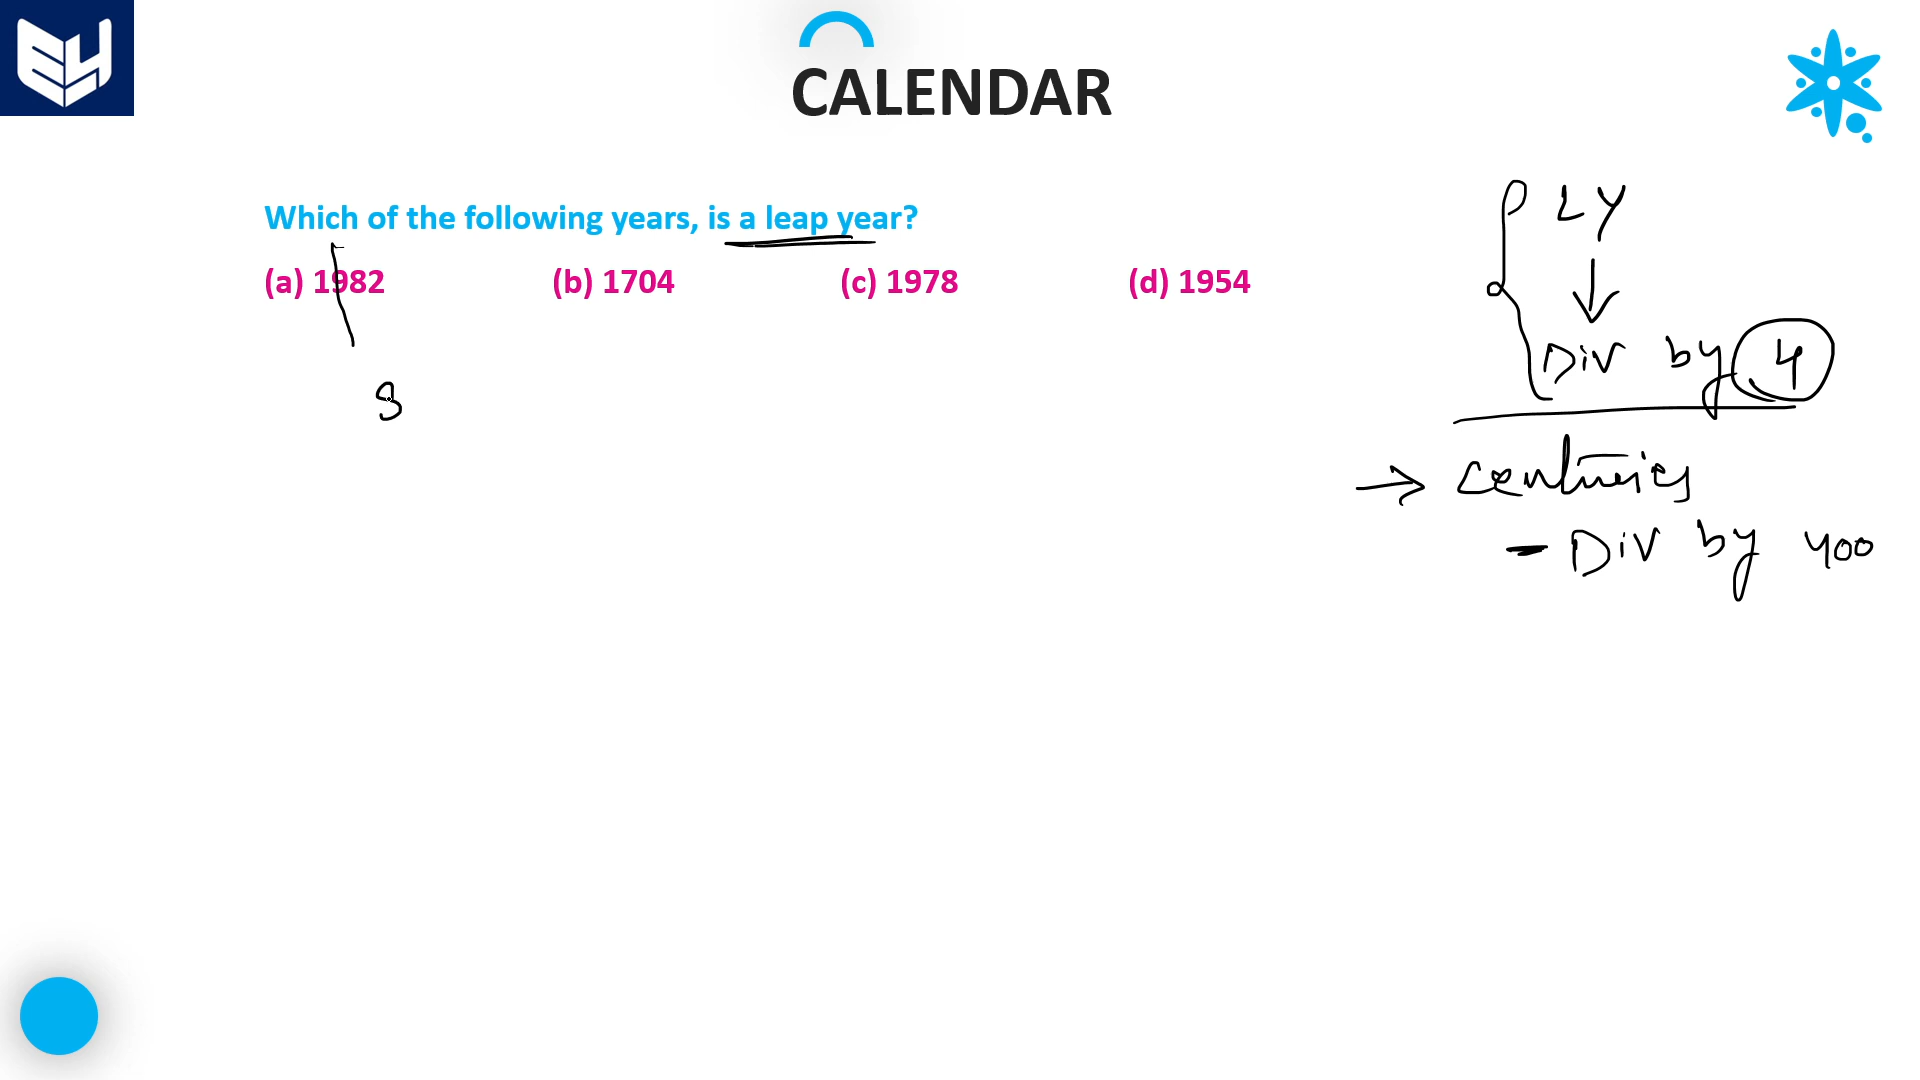 CALENDAR
Which of the following years, is a leap year?
(a) 1982 (b) 1704 (c) 1978 (d) 1954
8
LY
Div by 4
centuries
- Div by 400